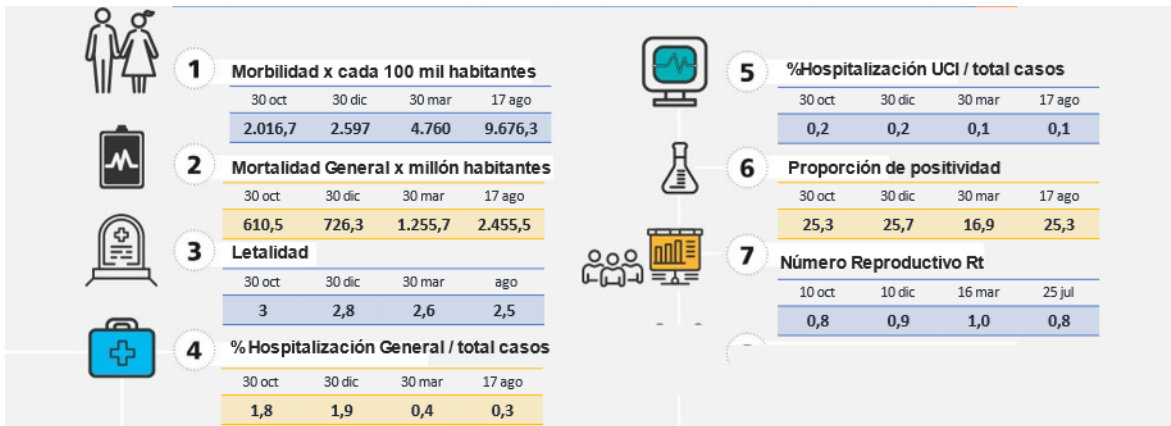 1
Morbilidad x cada 100 mil habitantes
30 oct 30 dic 30 mar 17 ago
2.016,7 2.597 4.760 9.676,3
2
Mortalidad General x millón habitantes
30 oct 30 dic 30 mar 17 ago
610,5 726,3 1.255,7 2.455,5
3
Letalidad
30 oct 30 dic 30 mar ago
3 2,8 2,6 2,5
4
% Hospitalización General / total casos
30 oct 30 dic 30 mar 17 ago
1,8 1,9 0,4 0,3
5
%Hospitalización UCI / total casos
30 oct 30 dic 30 mar 17 ago
0,2 0,2 0,1 0,1
6
Proporción de positividad
30 oct 30 dic 30 mar 17 ago
25,3 25,7 16,9 25,3
7
Número Reproductivo Rt
10 oct 10 dic 16 mar 25 jul
0,8 0,9 1,0 0,8